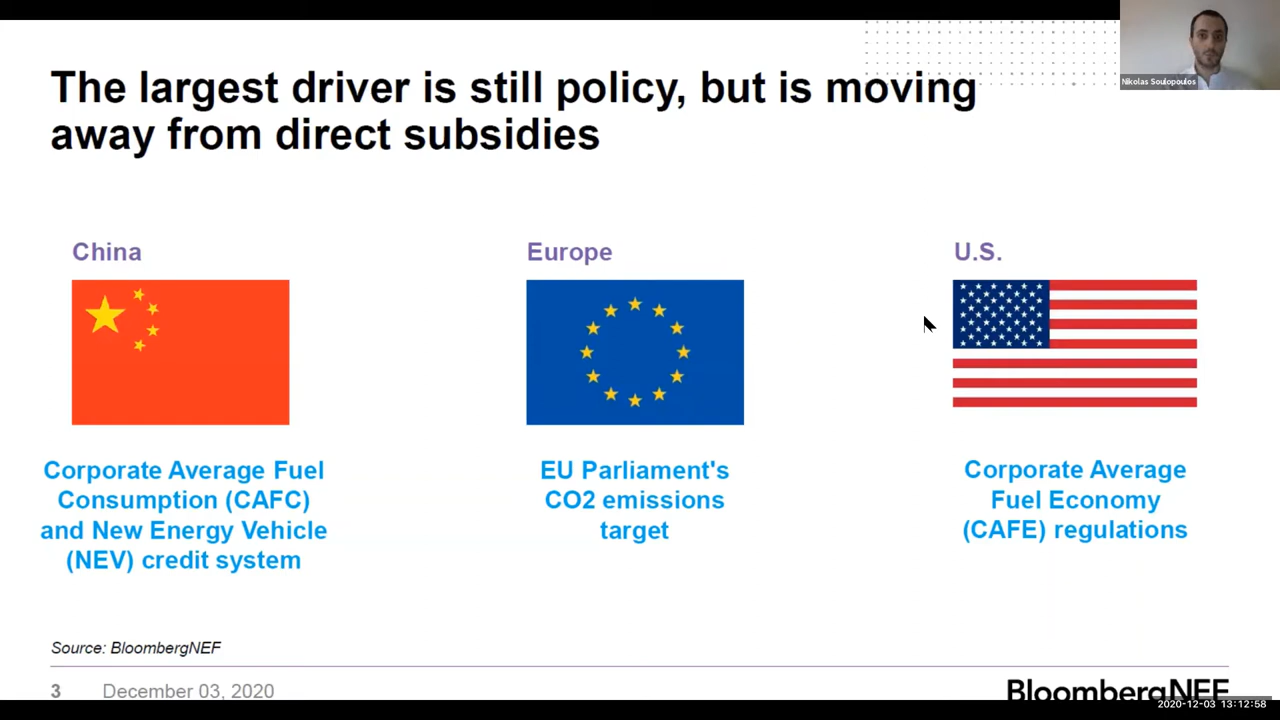 The largest driver is still policy, but is moving
away from direct subsidies
Nikolas Soulopoulos
China
Europe
U.S.
Corporate Average Fuel
Consumption (CAFC)
and New Energy Vehicle
(NEV) credit system
EU Parliament's
CO2 emissions
target
Corporate Average
Fuel Economy
(CAFE) regulations
Source: BloombergNEF
3 December 03, 2020
BloombergNEF
2020-12-03 13:12:58